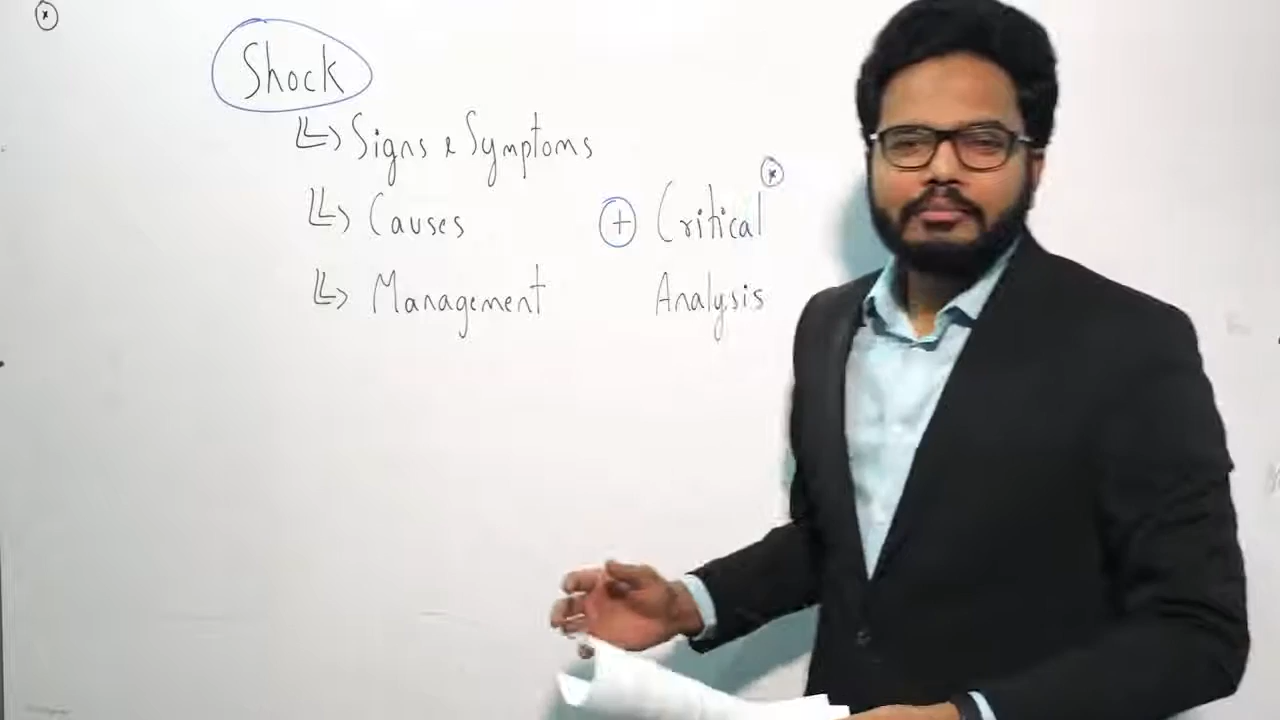 Shock
Signs & Symptoms
Causes
Management
+ Critical
Analysis